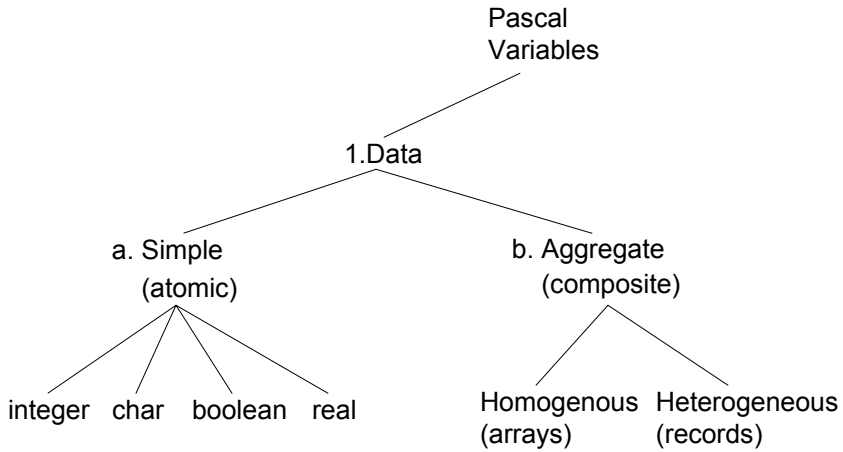 Pascal
Variables
1.Data
a. Simple
(atomic)
b. Aggregate
(composite)
integer char boolean real
Homogenous
(arrays)
Heterogeneous
(records)